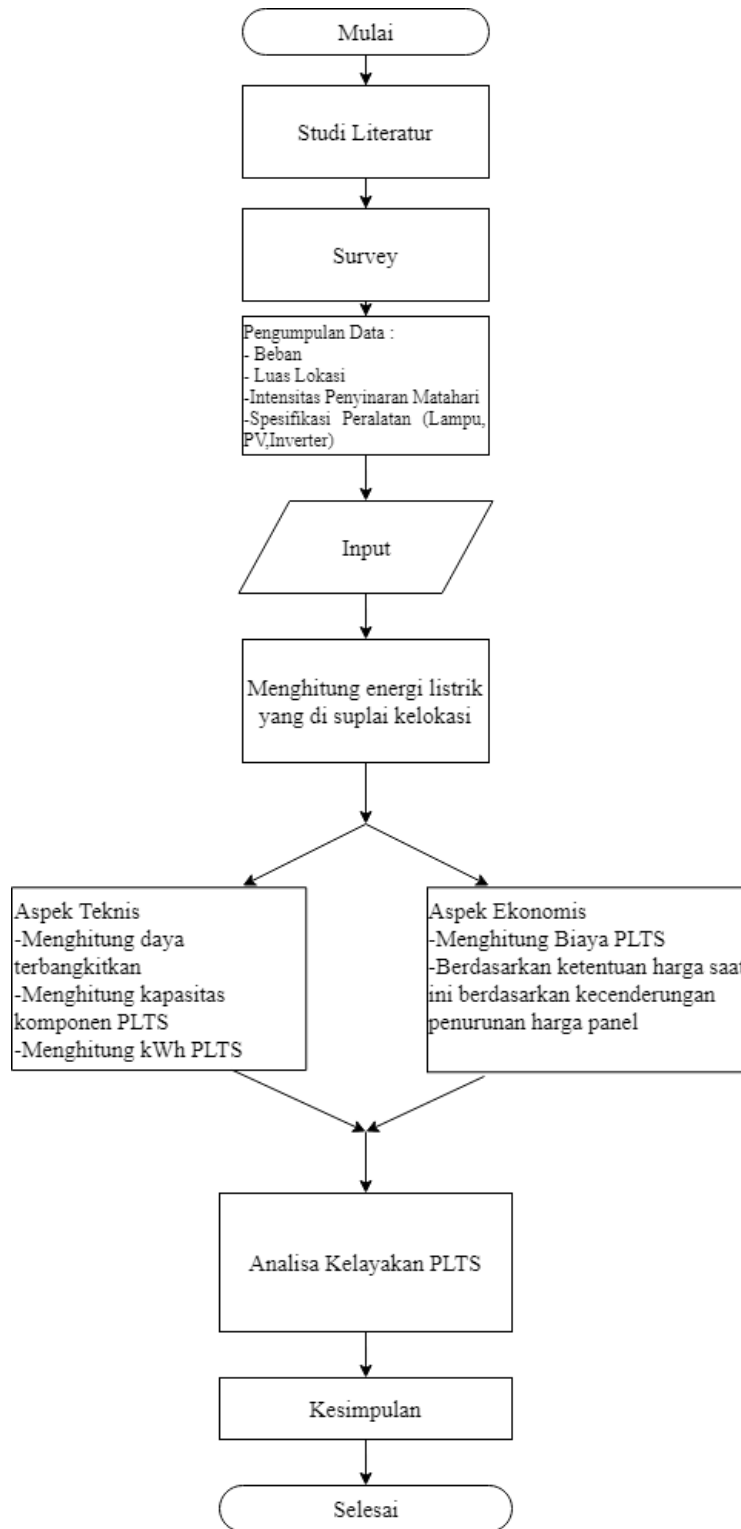 Mulai
Studi Literatur
Survey
Pengumpulan Data :
- Beban
- Luas Lokasi
-Intensitas Penyinaran Matahari
-Spesifikasi Peralatan (Lampu,
PV,Inverter)
Input
Menghitung energi listrik
yang di suplai kelokasi
Aspek Teknis
-Menghitung daya
terbangkitkan
-Menghitung kapasitas
komponen PLTS
-Menghitung kWh PLTS
Aspek Ekonomis
-Menghitung Biaya PLTS
-Berdasarkan ketentuan harga saat
ini berdasarkan kecenderungan
penurunan harga panel
Analisa Kelayakan PLTS
Kesimpulan
Selesai